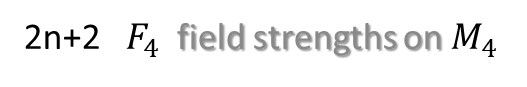 2n+2 F₄ field strengths on M₄